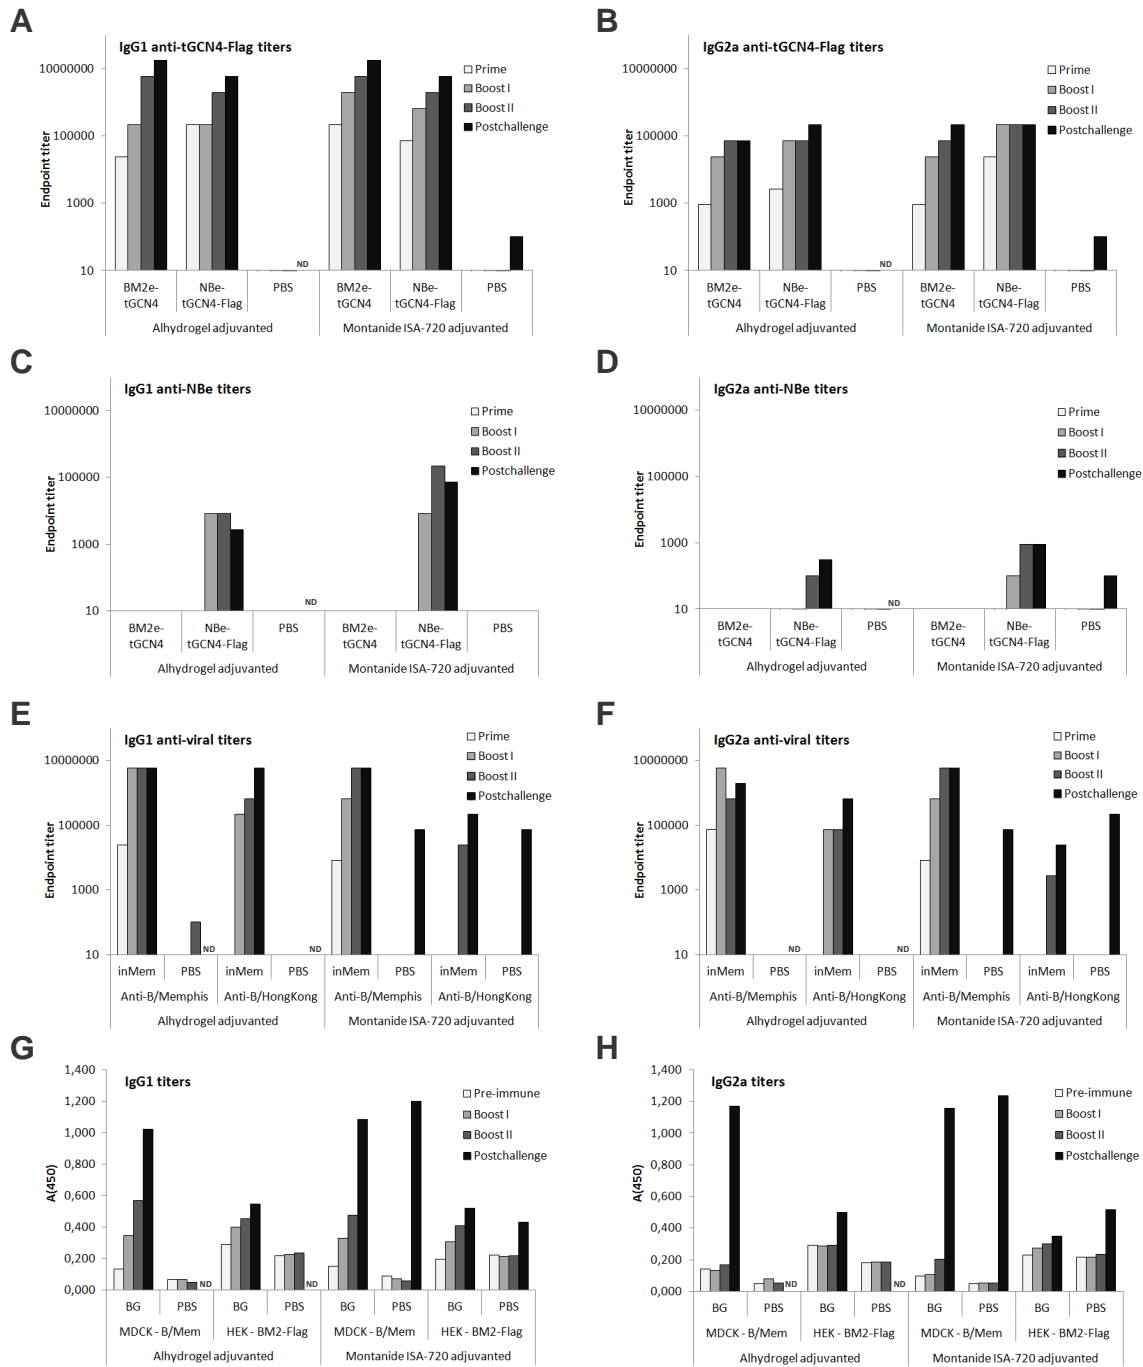 A
IgG1 anti-tGCN4-Flag titers
Endpoint titer
10000000
100000
1000
10
Prime
Boost I
Boost II
Postchallenge
ND
BM2e-
tGCN4
NBe-
tGCN4-Flag
PBS
BM2e-
tGCN4
NBe-
tGCN4-Flag
PBS
Alhydrogel adjuvanted
Montanide ISA-720 adjuvanted
B
IgG2a anti-tGCN4-Flag titers
Endpoint titer
10000000
100000
1000
10
Prime
Boost I
Boost II
Postchallenge
ND
BM2e-
tGCN4
NBe-
tGCN4-Flag
PBS
BM2e-
tGCN4
NBe-
tGCN4-Flag
PBS
Alhydrogel adjuvanted
Montanide ISA-720 adjuvanted
C
IgG1 anti-NBe titers
Endpoint titer
10000000
100000
1000
10
Prime
Boost I
Boost II
Postchallenge
ND
BM2e-
tGCN4
NBe-
tGCN4-Flag
PBS
BM2e-
tGCN4
NBe-
tGCN4-Flag
PBS
Alhydrogel adjuvanted
Montanide ISA-720 adjuvanted
D
IgG2a anti-NBe titers
Endpoint titer
10000000
100000
1000
10
Prime
Boost I
Boost II
Postchallenge
ND
BM2e-
tGCN4
NBe-
tGCN4-Flag
PBS
BM2e-
tGCN4
NBe-
tGCN4-Flag
PBS
Alhydrogel adjuvanted
Montanide ISA-720 adjuvanted
E
IgG1 anti-viral titers
Endpoint titer
10000000
100000
1000
10
Prime
Boost I
Boost II
Postchallenge
ND
ND
inMem
PBS
inMem
PBS
inMem
PBS
inMem
PBS
Anti-B/Memphis
Anti-B/HongKong
Anti-B/Memphis
Anti-B/HongKong
Alhydrogel adjuvanted
Montanide ISA-720 adjuvanted
F
IgG2a anti-viral titers
Endpoint titer
10000000
100000
1000
10
Prime
Boost I
Boost II
Postchallenge
ND
ND
inMem
PBS
inMem
PBS
inMem
PBS
inMem
PBS
Anti-B/Memphis
Anti-B/HongKong
Anti-B/Memphis
Anti-B/HongKong
Alhydrogel adjuvanted
Montanide ISA-720 adjuvanted
G
IgG1 titers
A(450)
1,400
1,200
1,000
0,800
0,600
0,400
0,200
0,000
Pre-immune
Boost I
Boost II
Postchallenge
ND
ND
BG
PBS
BG
PBS
BG
PBS
BG
PBS
MDCK - B/Mem
HEK - BM2-Flag
MDCK - B/Mem
HEK - BM2-Flag
Alhydrogel adjuvanted
Montanide ISA-720 adjuvanted
H
IgG2a titers
A(450)
1,400
1,200
1,000
0,800
0,600
0,400
0,200
0,000
Pre-immune
Boost I
Boost II
Postchallenge
ND
ND
BG
PBS
BG
PBS
BG
PBS
BG
PBS
MDCK - B/Mem
HEK - BM2-Flag
MDCK - B/Mem
HEK - BM2-Flag
Alhydrogel adjuvanted
Montanide ISA-720 adjuvanted